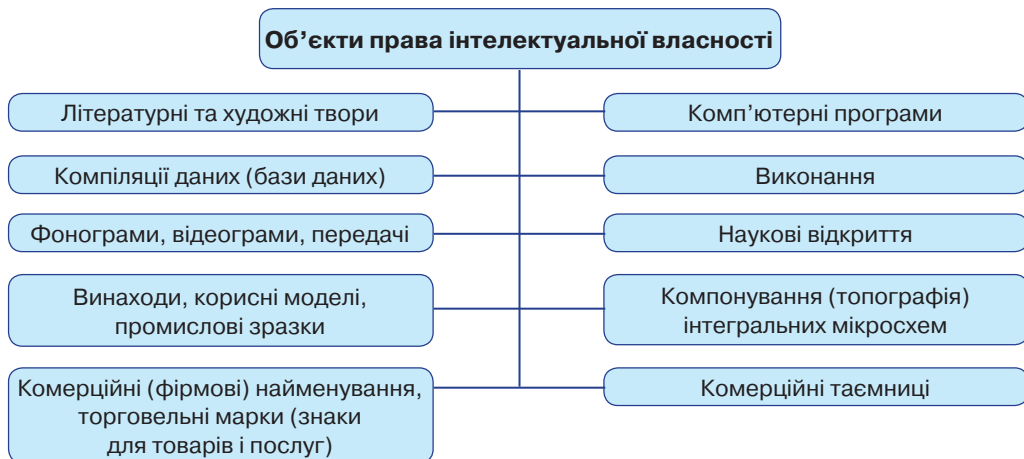 Об’єкти права інтелектуальної власності
Літературні та художні твори
Комп’ютерні програми
Компіляції даних (бази даних)
Виконання
Фонограми, відеограми, передачі
Наукові відкриття
Винаходи, корисні моделі,
промислові зразки
Компонування (топографія)
інтегральних мікросхем
Комерційні (фірмові) найменування,
торговельні марки (знаки
для товарів і послуг)
Комерційні таємниці